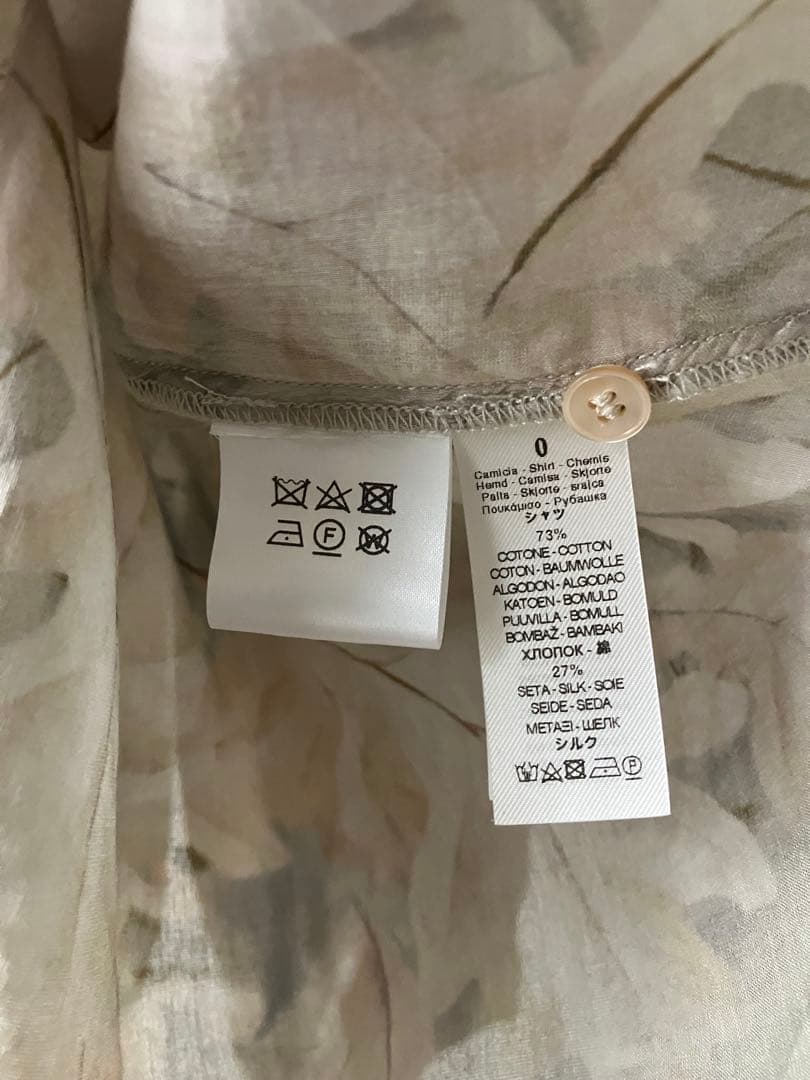 F
W
0
Camicia - Shirt - Chemis
Hemd - Camisa - Skjorte
Paita - Skjorte - srajca
Πουκάμισο - Рубашка
シャツ
73%
COTONE - COTTON
COTON - BAUMWOLLE
ALGODON - ALGODAO
KATOEN - BOMULD
PUUVILLA - BOMULL
BOMBAŽ - BAMBAKI
ХЛОПОК - 綿
27%
SETA - SILK - SOIE
SEIDE - SEDA
ΜΕΤΑΞΙ - ШЕЛК
シルク
P